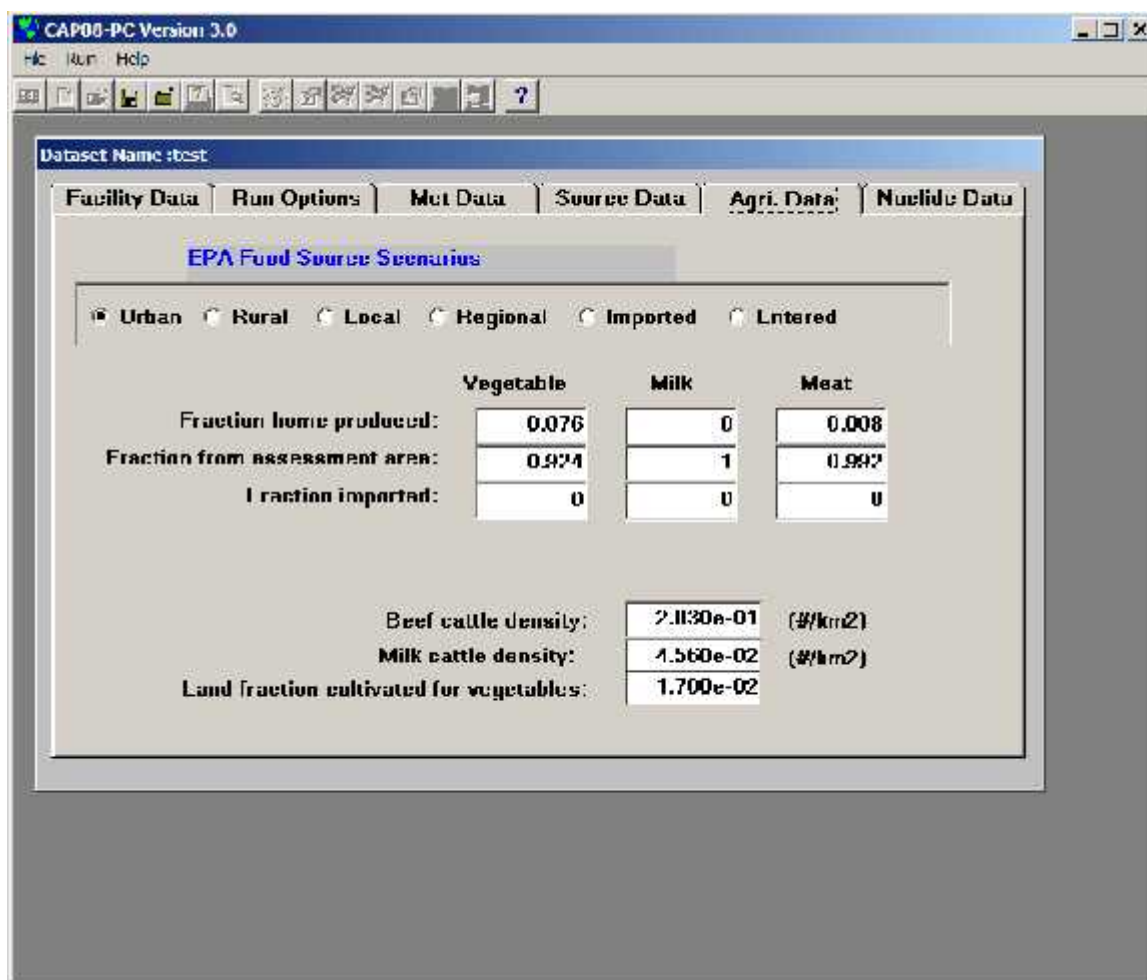 CAP88-PC Version 3.0
File Run Help
?
Dataset Name :test
Facility Data Run Options Met Data Source Data Agri. Data Nuclide Data
EPA Food Source Scenarios
Urban Rural Local Regional Imported Entered
Vegetable Milk Meat
Fraction home produced: 0.076 0 0.008
Fraction from assessment area: 0.924 1 0.992
Fraction imported: 0 0 0
Beef cattle density: (#/km2)
Milk cattle density: 4.560e-02 (#/km2)
Land fraction cultivated for vegetables: 1.700e-02